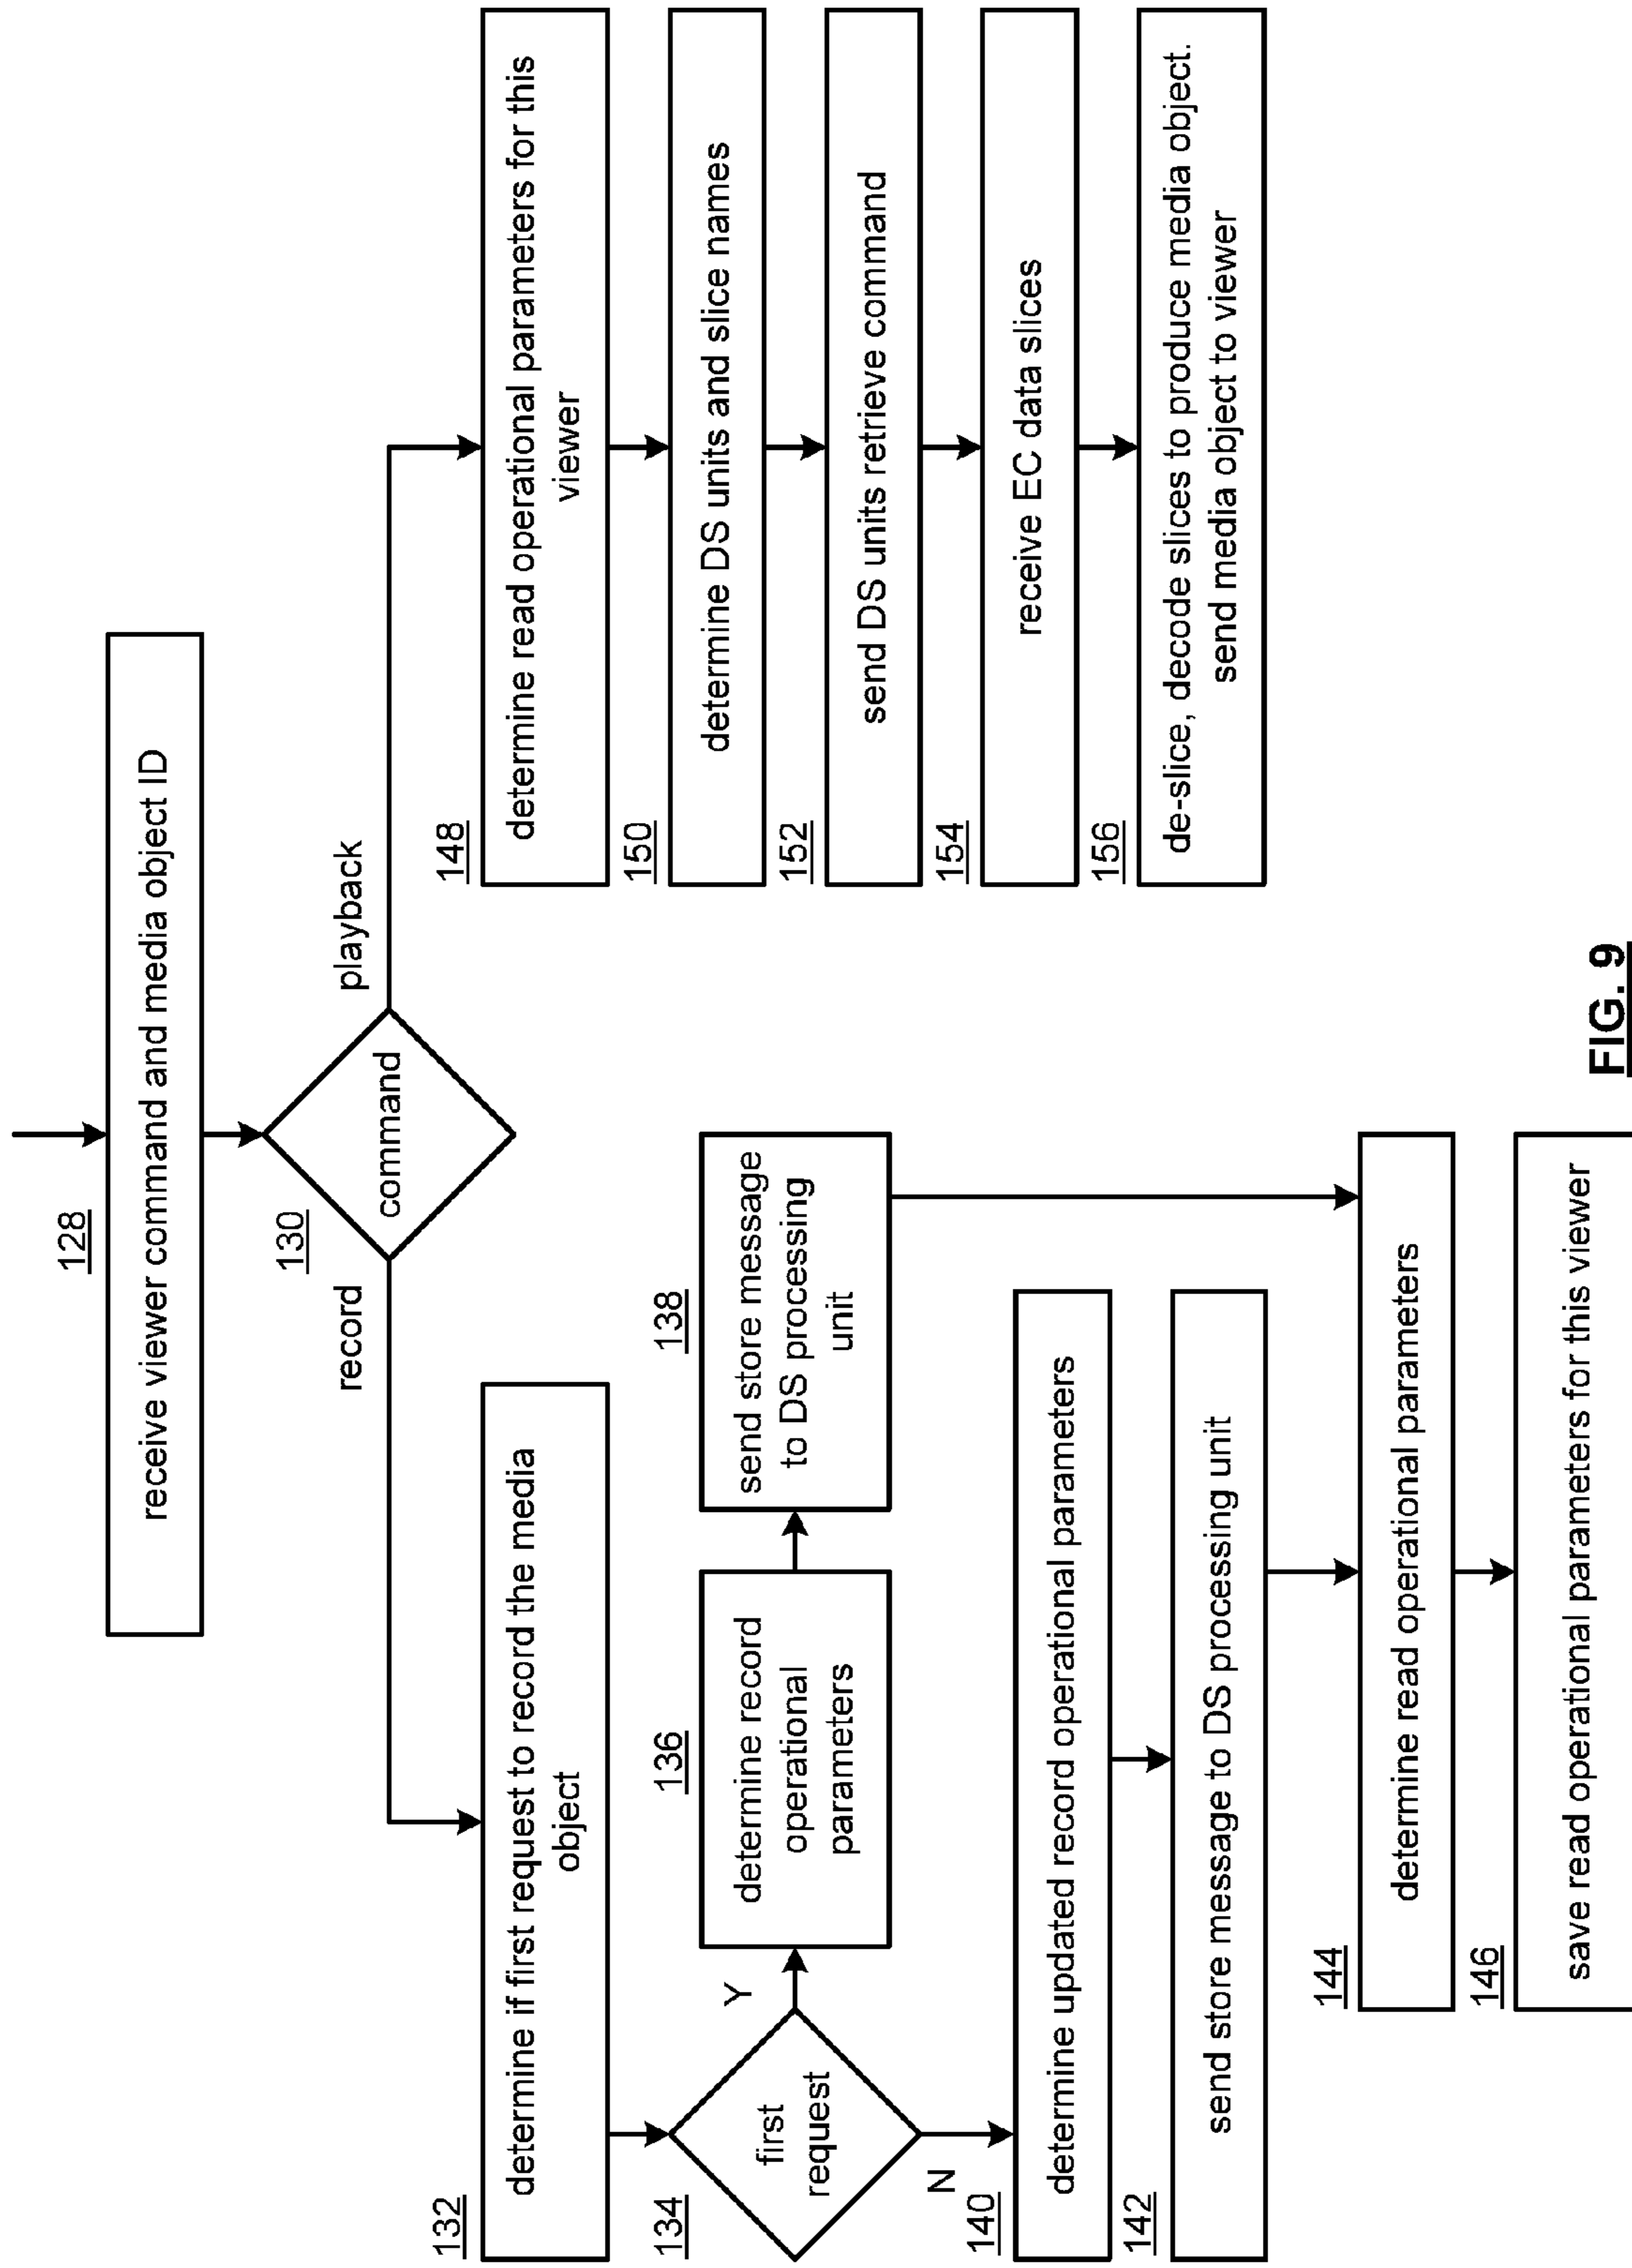 128
receive viewer command and media object ID
130
command
record
playback
132
determine if first request to record the media
object
134
first
request
Y
N
136
determine record
operational
parameters
138
send store message
to DS processing
unit
140
determine updated record operational parameters
142
send store message to DS processing unit
144
determine read operational parameters
146
save read operational parameters for this viewer
148
determine read operational parameters for this
viewer
150
determine DS units and slice names
152
send DS units retrieve command
154
receive EC data slices
156
de-slice, decode slices to produce media object.
send media object to viewer
FIG. 9